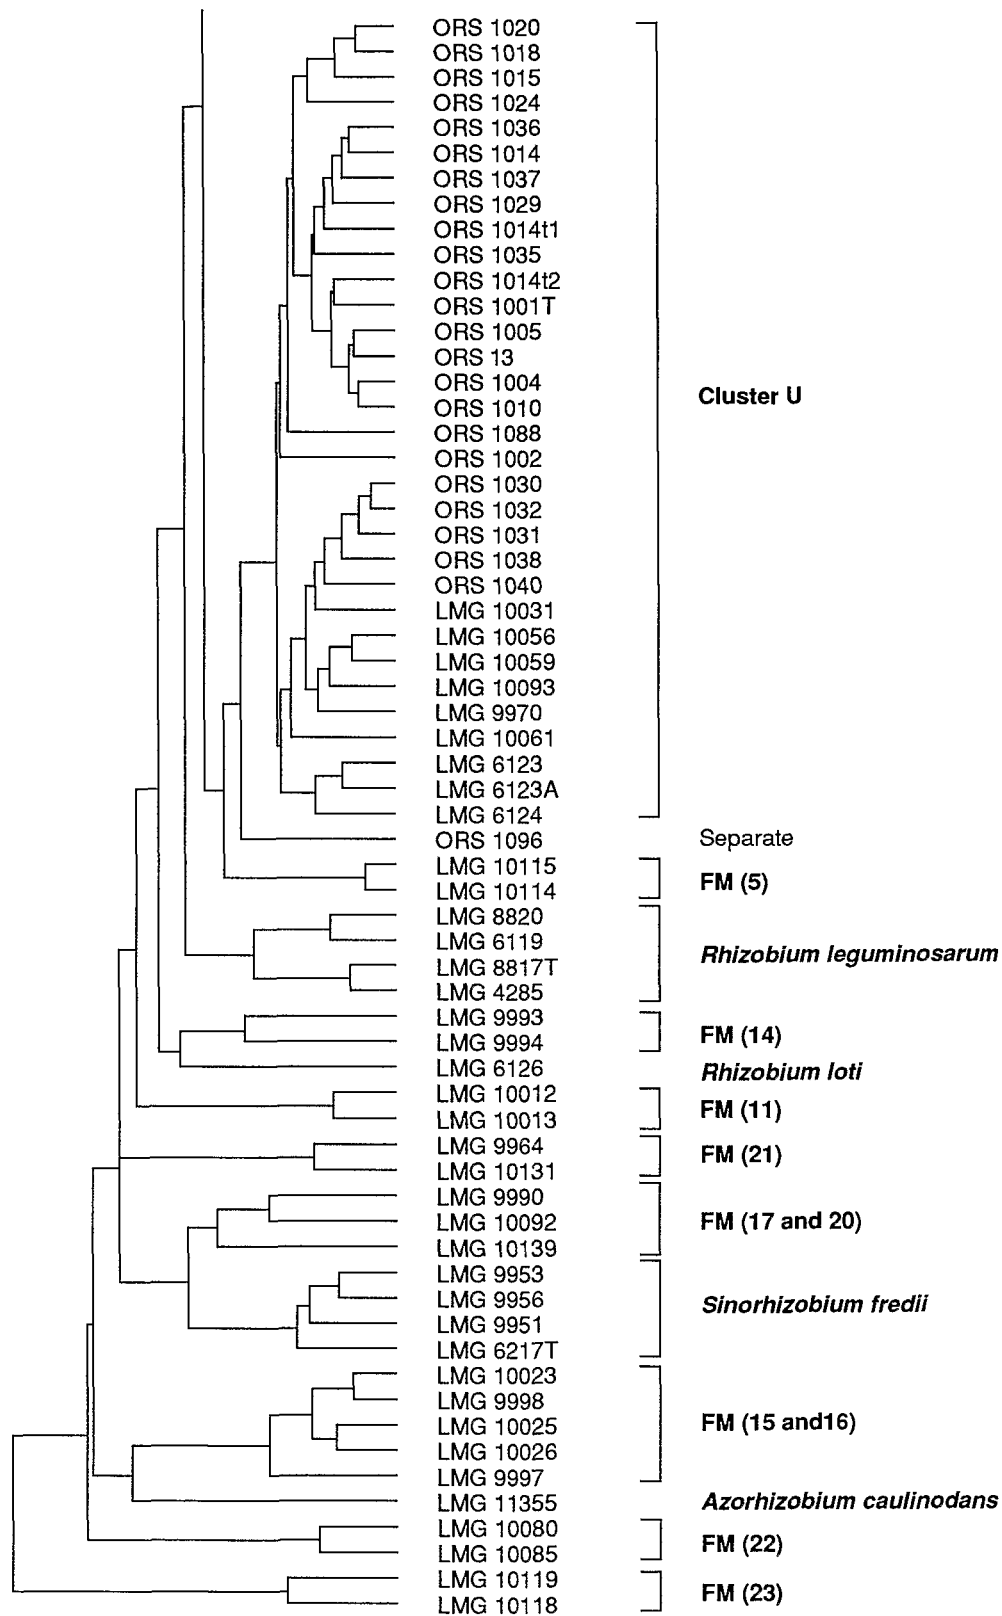 ORS 1020
ORS 1018
ORS 1015
ORS 1024
ORS 1036
ORS 1014
ORS 1037
ORS 1029
ORS 1014t1
ORS 1035
ORS 1014t2
ORS 1001T
ORS 1005
ORS 13
ORS 1004
ORS 1010
Cluster U
ORS 1088
ORS 1002
ORS 1030
ORS 1032
ORS 1031
ORS 1038
ORS 1040
LMG 10031
LMG 10056
LMG 10059
LMG 10093
LMG 9970
LMG 10061
LMG 6123
LMG 6123A
LMG 6124
ORS 1096 Separate
LMG 10115
LMG 10114
FM (5)
LMG 8820
LMG 6119
Rhizobium leguminosarum
LMG 8817T
LMG 4285
LMG 9993
LMG 9994
FM (14)
LMG 6126 Rhizobium loti
LMG 10012
LMG 10013
FM (11)
LMG 9964
LMG 10131
FM (21)
LMG 9990
LMG 10092 FM (17 and 20)
LMG 10139
LMG 9953
LMG 9956
Sinorhizobium fredii
LMG 9951
LMG 6217T
LMG 10023
LMG 9998
LMG 10025 FM (15 and16)
LMG 10026
LMG 9997
LMG 11355 Azorhizobium caulinodans
LMG 10080
LMG 10085
FM (22)
LMG 10119
LMG 10118
FM (23)